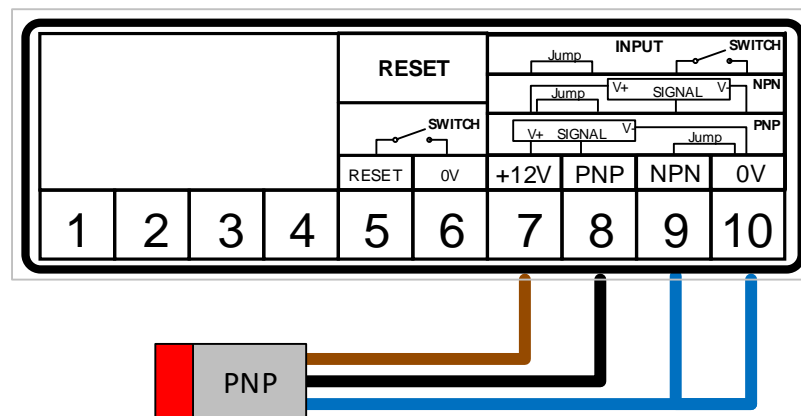 INPUT SWITCH
Jump
RESET
V+ SIGNAL V- NPN
Jump
SWITCH
V+ SIGNAL V- PNP
Jump
RESET 0V +12V PNP NPN 0V
1 2 3 4 5 6 7 8 9 10
PNP